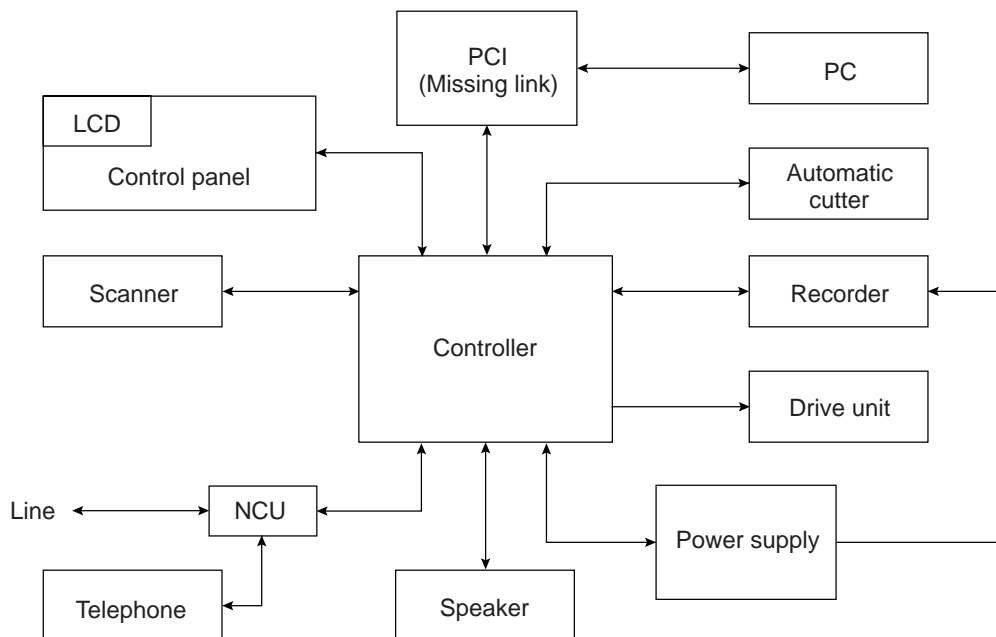 PCI
(Missing link)
PC
LCD
Control panel
Automatic
cutter
Scanner
Controller
Recorder
Drive unit
Line
NCU
Power supply
Telephone
Speaker